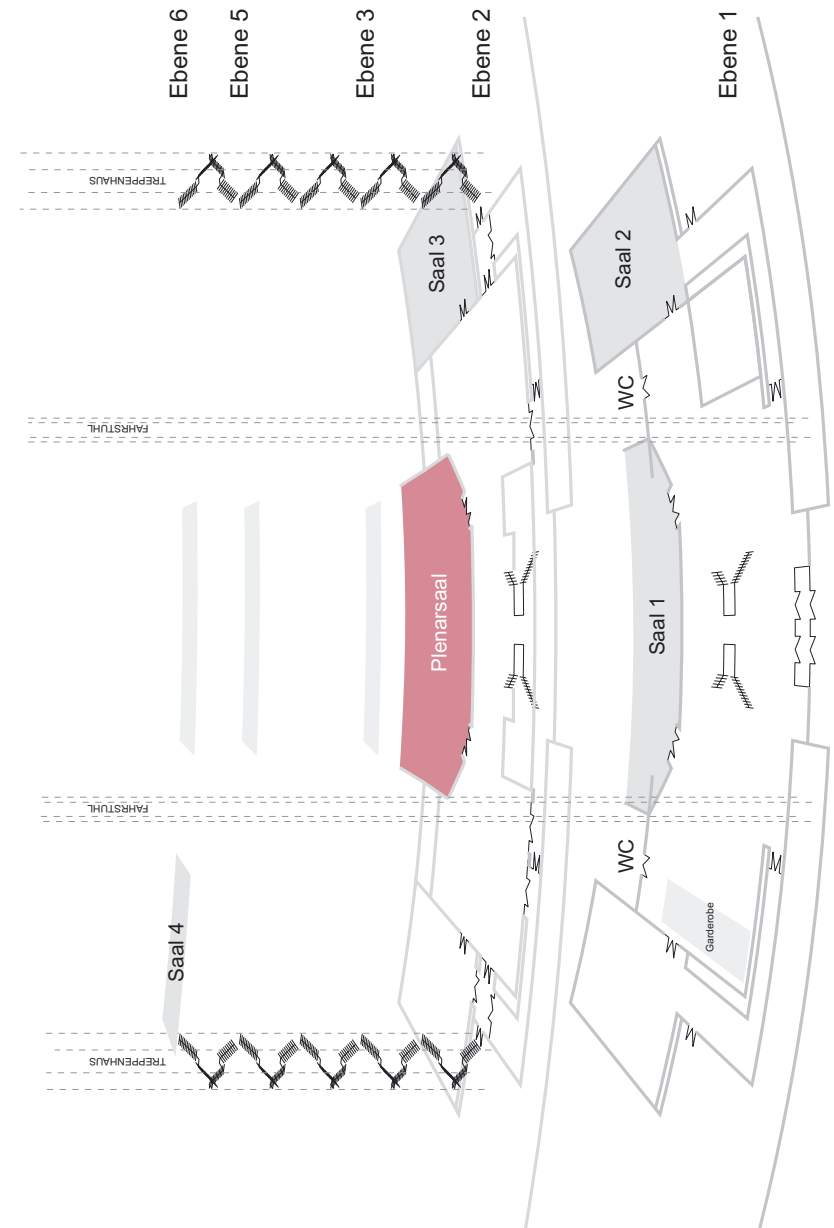 Ebene 6
Ebene 5
Ebene 3
Ebene 2
Ebene 1
TREPPENHAUS
Saal 3
Saal 2
WC
FAHRSTUHL
Plenarsaal
Saal 1
FAHRSTUHL
WC
Saal 4
Garderobe
TREPPENHAUS